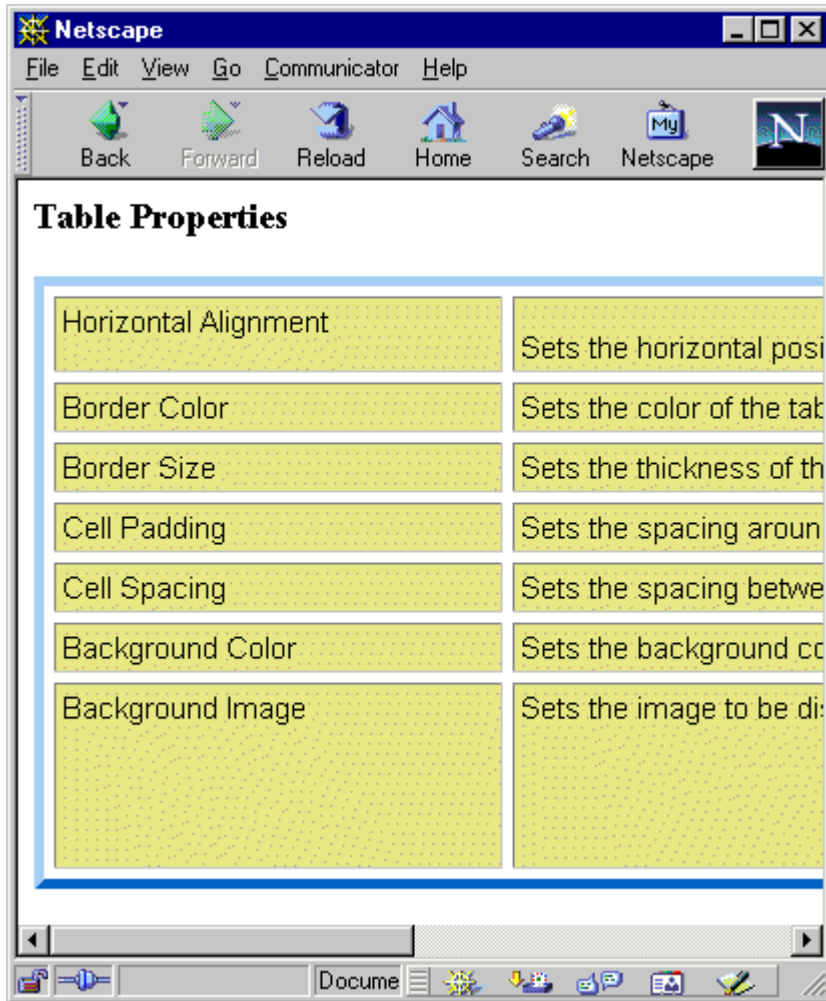 Netscape
File Edit View Go Communicator Help
Back Forward Reload Home Search My Netscape N
Table Properties
Horizontal Alignment
Sets the horizontal posi
Border Color Sets the color of the tab
Border Size Sets the thickness of th
Cell Padding Sets the spacing aroun
Cell Spacing Sets the spacing betwe
Background Color Sets the background co
Background Image Sets the image to be dis
Docume